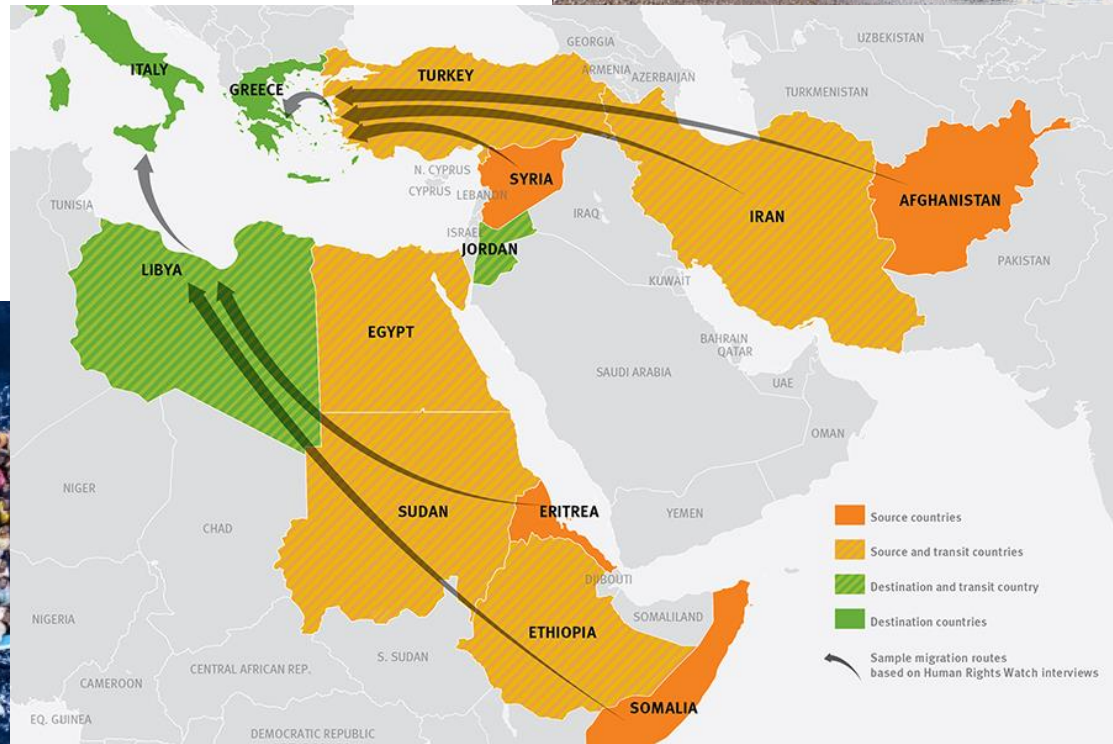 GEORGIA
UZBEKISTAN
ITALY
TURKEY
ARMENIA
AZERBAIJAN
GREECE
TURKMENISTAN
N. CYPRUS
SYRIA
CYPRUS
LEBANON
AFGHANISTAN
TUNISIA
IRAQ
IRAN
ISRAEL
JORDAN
LIBYA
PAKISTAN
KUWAIT
EGYPT
BAHRAIN
QATAR
SAUDI ARABIA
UAE
OMAN
NIGER
SUDAN
ERITREA
YEMEN
CHAD
Source countries
Source and transit countries
DJIBOUTI
Destination and transit country
NIGERIA
SOMALILAND
Destination countries
ETHIOPIA
S. SUDAN
Sample migration routes
based on Human Rights Watch interviews
CENTRAL AFRICAN REP.
CAMEROON
SOMALIA
EQ. GUINEA
DEMOCRATIC REPUBLIC